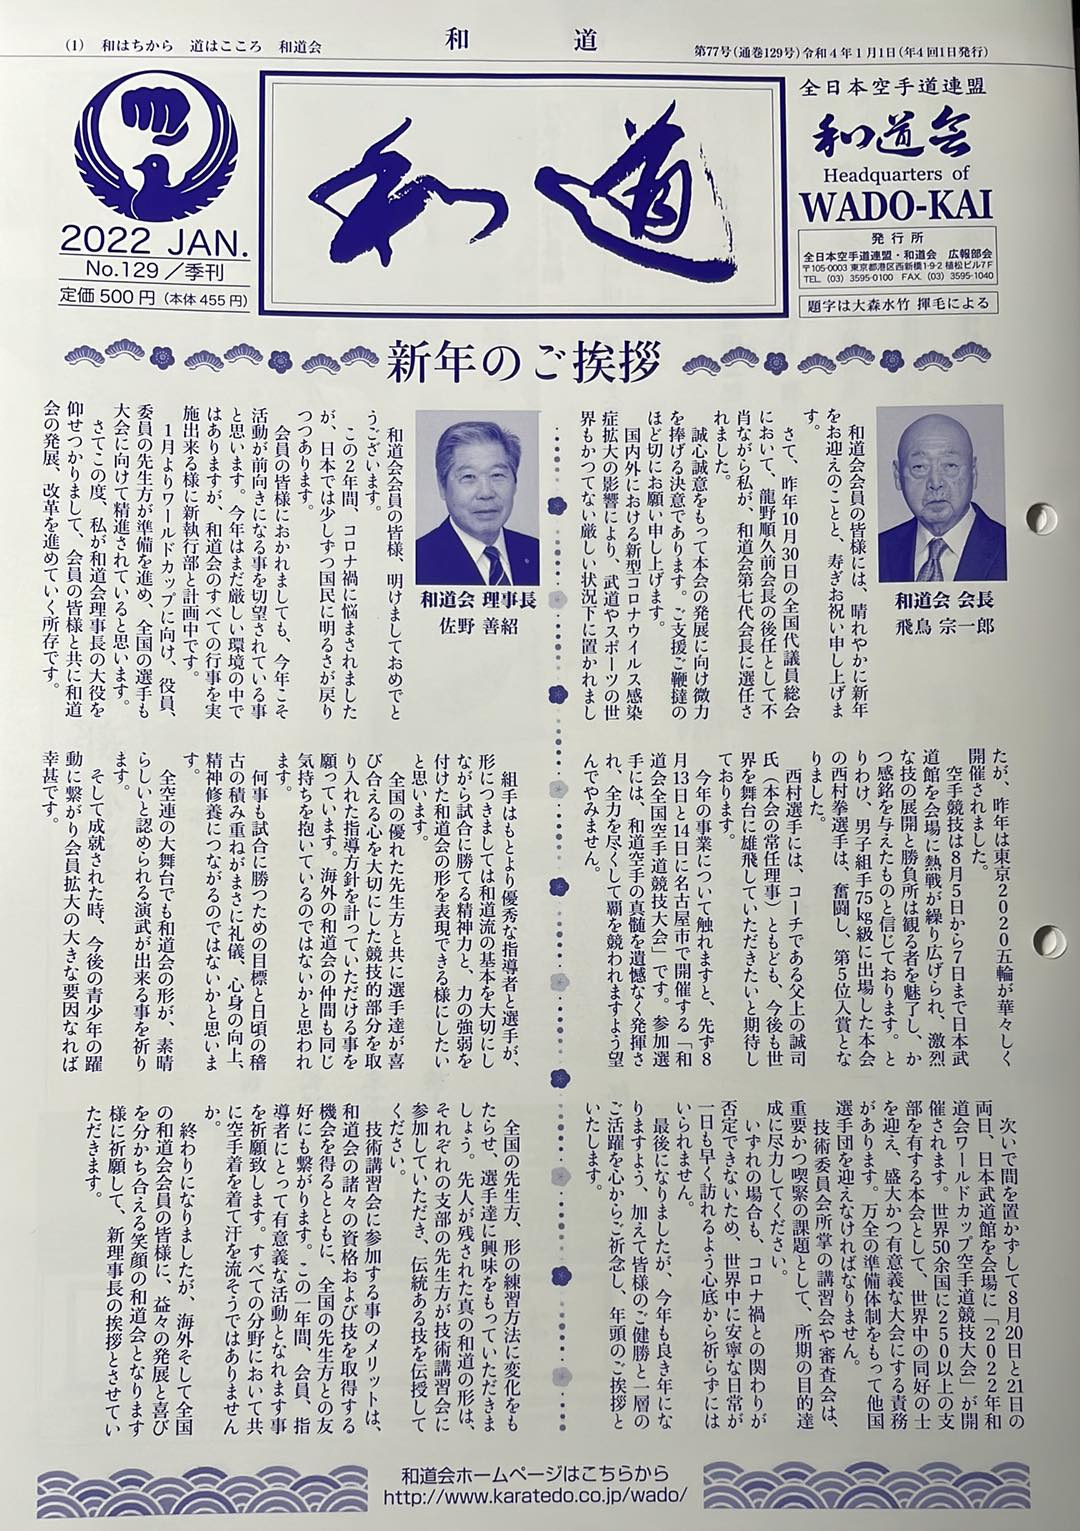 (1) 和はちから 道はこころ 和道会
和 道
第77号(通巻129号)令和4年1月1日(年4回1日発行)
2022 JAN.
No.129／季刊
定価500円(本体455円)
和道
全日本空手道連盟
和道会
Headquarters of
WADO-KAI
発行所
全日本空手道連盟・和道会 広報部会
〒105-0003 東京都港区西新橋1-9-2 植松ビル7F
TEL.(03)3595-0100 FAX.(03)3595-1040
題字は大森水竹 揮毛による
新年のご挨拶
和道会 会長
飛鳥 宗一郎
和道会会員の皆様には、晴れやかに新年
をお迎えのことと、寿ぎお祝い申し上げま
す。
さて、昨年10月30日の全国代議員総会
において、龍野順久前会長の後任として不
肖ながら私が、和道会第七代会長に選任さ
れました。
誠心誠意をもって本会の発展に向け微力
を捧げる決意であります。ご支援ご鞭撻の
ほど切にお願い申し上げます。
国内外における新型コロナウイルス感染
症拡大の影響により、武道やスポーツの世
界もかつてない厳しい状況下に置かれまし
たが、昨年は東京2020五輪が華々しく
開催されました。
空手競技は8月5日から7日まで日本武
道館を会場に熱戦が繰り広げられ、激烈
な技の展開と勝負所は観る者を魅了し、か
つ感銘を与えたものと信じております。と
りわけ、男子組手75kg級に出場した本会
の西村拳選手は、奮闘し、第5位入賞とな
りました。
西村選手には、コーチである父上の誠司
氏(本会の常任理事)ともども、今後も世
界を舞台に雄飛していただきたいと期待し
ております。
今年の事業について触れますと、先ず8
月13日と14日に名古屋市で開催する「和
道会全国空手道競技大会」です。参加選
手には、和道空手の真髄を遺憾なく発揮さ
れ、全力を尽くして覇を競われますよう望
んでやみません。
次いで間を置かずして8月20日と21日の
両日、日本武道館を会場に「2022年和
道会ワールドカップ空手道競技大会」が開
催されます。世界50余国に250以上の支
部を有する本会として、世界中の同好の士
を迎え、盛大かつ有意義な大会にする責務
があります。万全の準備体制をもって他国
選手団を迎えなければなりません。
技術委員会所掌の講習会や審査会は、
重要かつ喫緊の課題として、所期の目的達
成に尽力してください。
いずれの場合も、コロナ禍との関わりが
否定できないため、世界中に安寧な日常が
一日も早く訪れるよう心底から祈らずには
いられません。
最後になりましたが、今年も良き年にな
りますよう、加えて皆様のご健勝と一層の
ご活躍を心からご祈念し、年頭のご挨拶と
いたします。
和道会 理事長
佐野 善紹
和道会会員の皆様、明けましておめでと
うございます。
この2年間、コロナ禍に悩まされました
が、日本では少しずつ国民に明るさが戻り
つつあります。
会員の皆様におかれましても、今年こそ
活動が前向きになる事を切望されている事
と思います。今年はまだ厳しい環境の中で
はありますが、和道会のすべての行事を実
施出来る様に新執行部と計画中です。
1月よりワールドカップに向け、役員、
委員の先生方が準備を進め、全国の選手も
大会に向けて精進されていると思います。
さてこの度、私が和道会理事長の大役を
仰せつかりまして、会員の皆様と共に和道
会の発展、改革を進めていく所存です。
組手はもとより優秀な指導者と選手が、
形につきましては和道流の基本を大切にし
ながら試合に勝てる精神力と、力の強弱を
付けた和道会の形を表現できる様にしたい
と思います。
全国の優れた先生方と共に選手達が喜
び合える心を大切にした競技的部分を取
り入れた指導方針を計っていただける事を
願っています。海外の和道会の仲間も同じ
気持ちを抱いているのではないかと思われ
ます。
何事も試合に勝つための目標と日頃の稽
古の積み重ねがまさに礼儀、心身の向上、
精神修養につながるのではないかと思いま
す。
全空連の大舞台でも和道会の形が、素晴
らしいと認められる演武が出来る事を祈り
ます。
そして成就された時、今後の青少年の躍
動に繋がり会員拡大の大きな要因なれば
幸甚です。
全国の先生方、形の練習方法に変化をも
たらせ、選手達に興味をもっていただきま
しょう。先人が残された真の和道の形は、
それぞれの支部の先生方が技術講習会に
参加していただき、伝統ある技を伝授して
ください。
技術講習会に参加する事のメリットは、
和道会の諸々の資格および技を取得する
機会を得るとともに、全国の先生方との友
好にも繋がります。この一年間、会員、指
導者にとって有意義な活動となれます事
を祈願致します。すべての分野において共
に空手着を着て汗を流そうではありません
か。
終わりになりましたが、海外そして全国
の和道会会員の皆様に、益々の発展と喜び
を分かち合える笑顔の和道会となります
様に祈願して、新理事長の挨拶とさせてい
ただきます。
和道会ホームページはこちらから
http://www.karatedo.co.jp/wado/